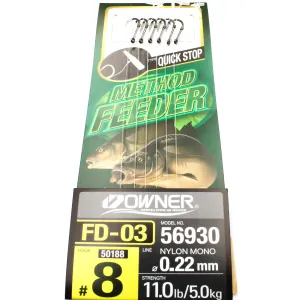 QUICK STOP
METHOD
FEEDER
OWNER
FD-03
MODEL NO.
56930
50188
LINE
NYLON MONO
ø 0.22 mm
#8
STRENGTH
11.0lb/5.0kg